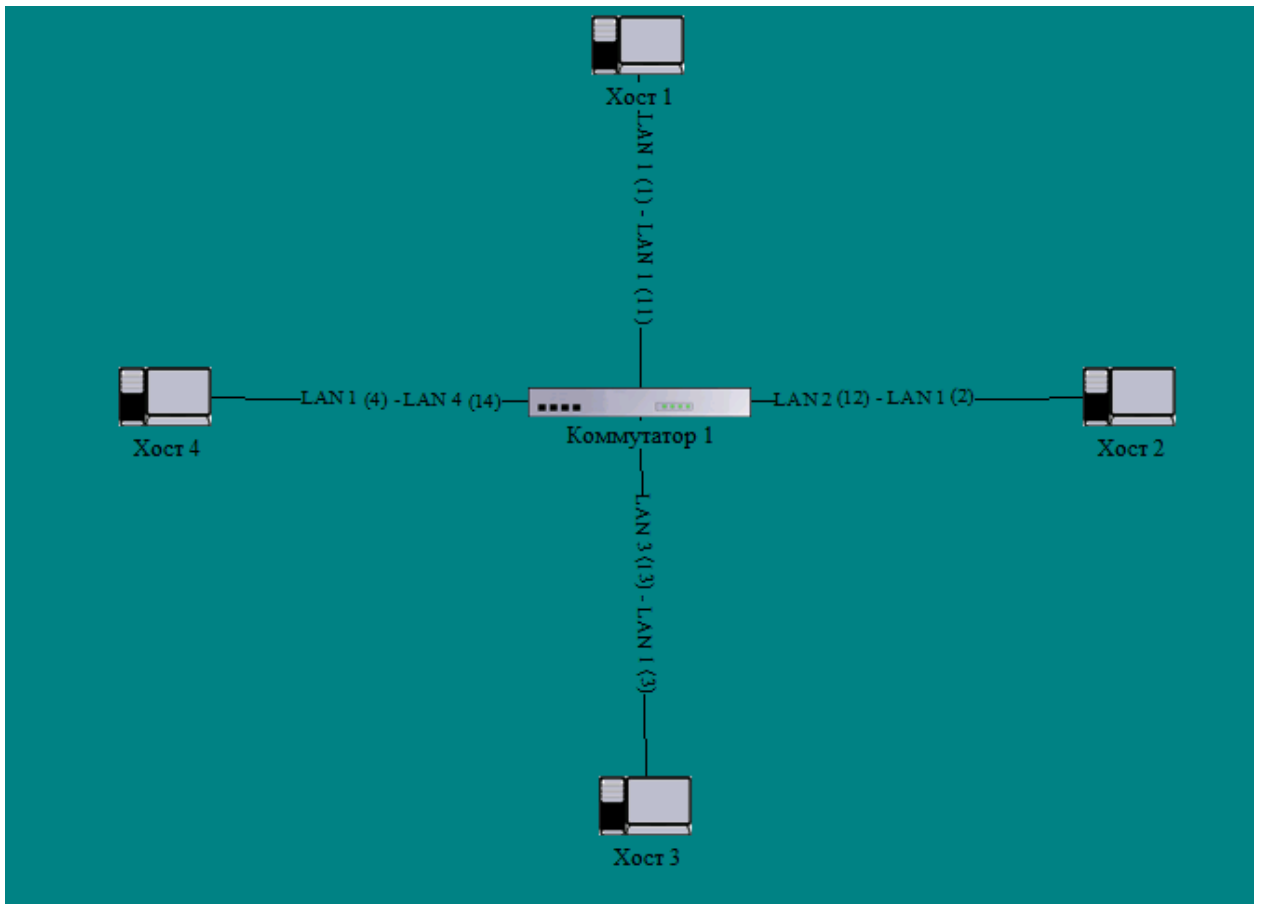 Хост 1
LAN 1 (1) - LAN 1 (11)
LAN 1 (4) - LAN 4 (14)
LAN 2 (12) - LAN 1 (2)
Коммутатор 1
Хост 4
Хост 2
LAN 3 (13) - LAN 1 (3)
Хост 3